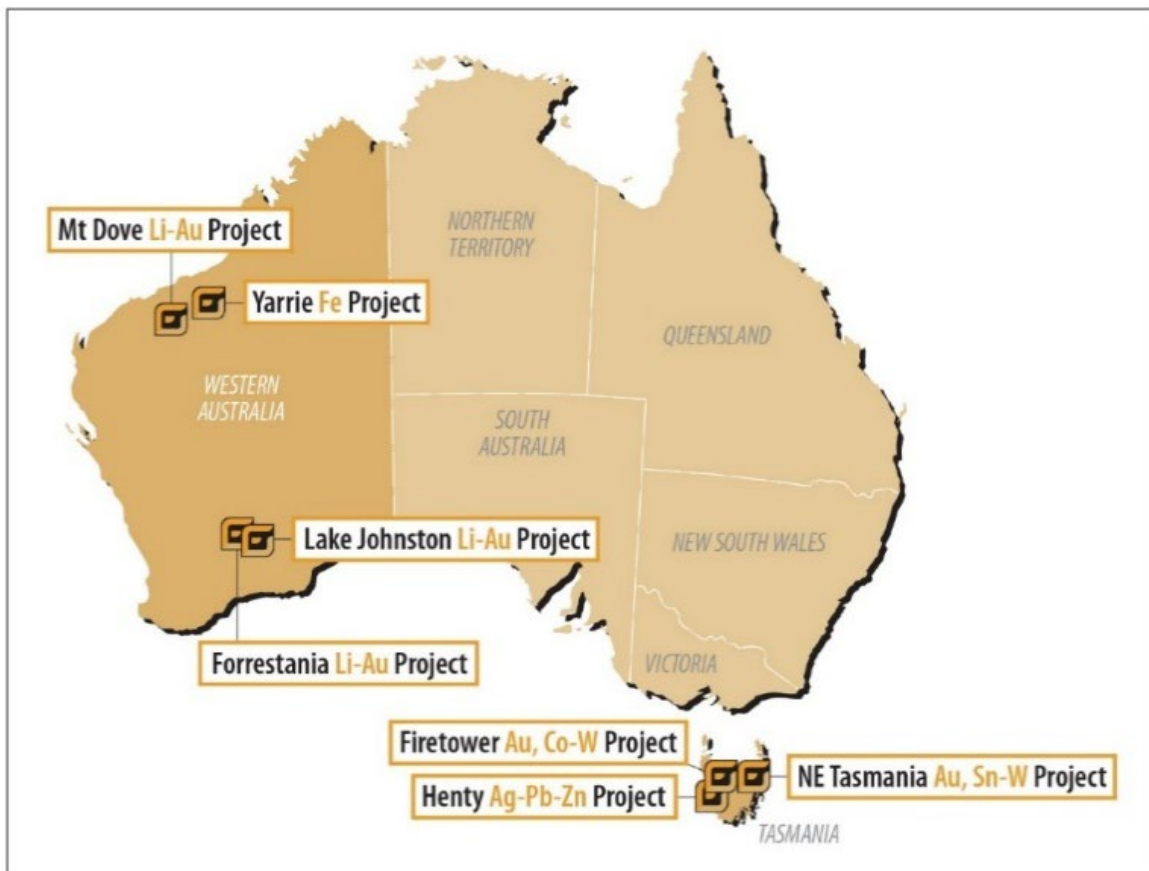 NORTHERN
TERRITORY
Mt Dove Li-Au Project
Yarrie Fe Project
QUEENSLAND
WESTERN
AUSTRALIA
SOUTH
AUSTRALIA
Lake Johnston Li-Au Project
NEW SOUTH WALES
Forrestania Li-Au Project
VICTORIA
Firetower Au, Co-W Project
NE Tasmania Au, Sn-W Project
Henty Ag-Pb-Zn Project
TASMANIA